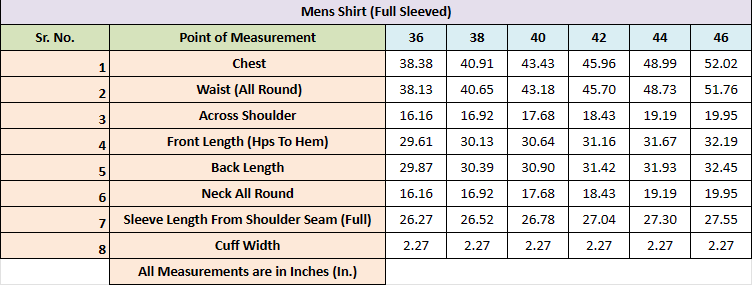 Mens Shirt (Full Sleeved)
Sr. No. Point of Measurement 36 38 40 42 44 46
1 Chest 38.38 40.91 43.43 45.96 48.99 52.02
2 Waist (All Round) 38.13 40.65 43.18 45.70 48.73 51.76
3 Across Shoulder 16.16 16.92 17.68 18.43 19.19 19.95
4 Front Length (Hps To Hem) 29.61 30.13 30.64 31.16 31.67 32.19
5 Back Length 29.87 30.39 30.90 31.42 31.93 32.45
6 Neck All Round 16.16 16.92 17.68 18.43 19.19 19.95
7 Sleeve Length From Shoulder Seam (Full) 26.27 26.52 26.78 27.04 27.30 27.55
8 Cuff Width 2.27 2.27 2.27 2.27 2.27 2.27
All Measurements are in Inches (In.)